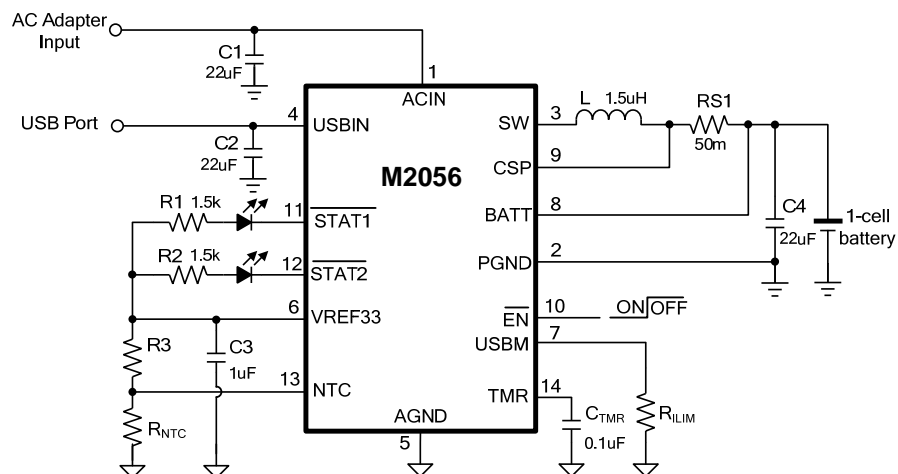 AC Adapter
Input
C1
22uF
1
ACIN
USB Port
4
USBIN
C2
22uF
M2056
SW
3
L
1.5uH
RS1
50m
CSP
9
BATT
8
C4
22uF
1-cell
battery
R1
1.5k
11
STAT1
R2
1.5k
12
STAT2
PGND
2
6
VREF33
EN
10
ON OFF
USBM
7
R3
C3
1uF
13
NTC
TMR
14
CTMR
0.1uF
RILIM
RNTC
AGND
5